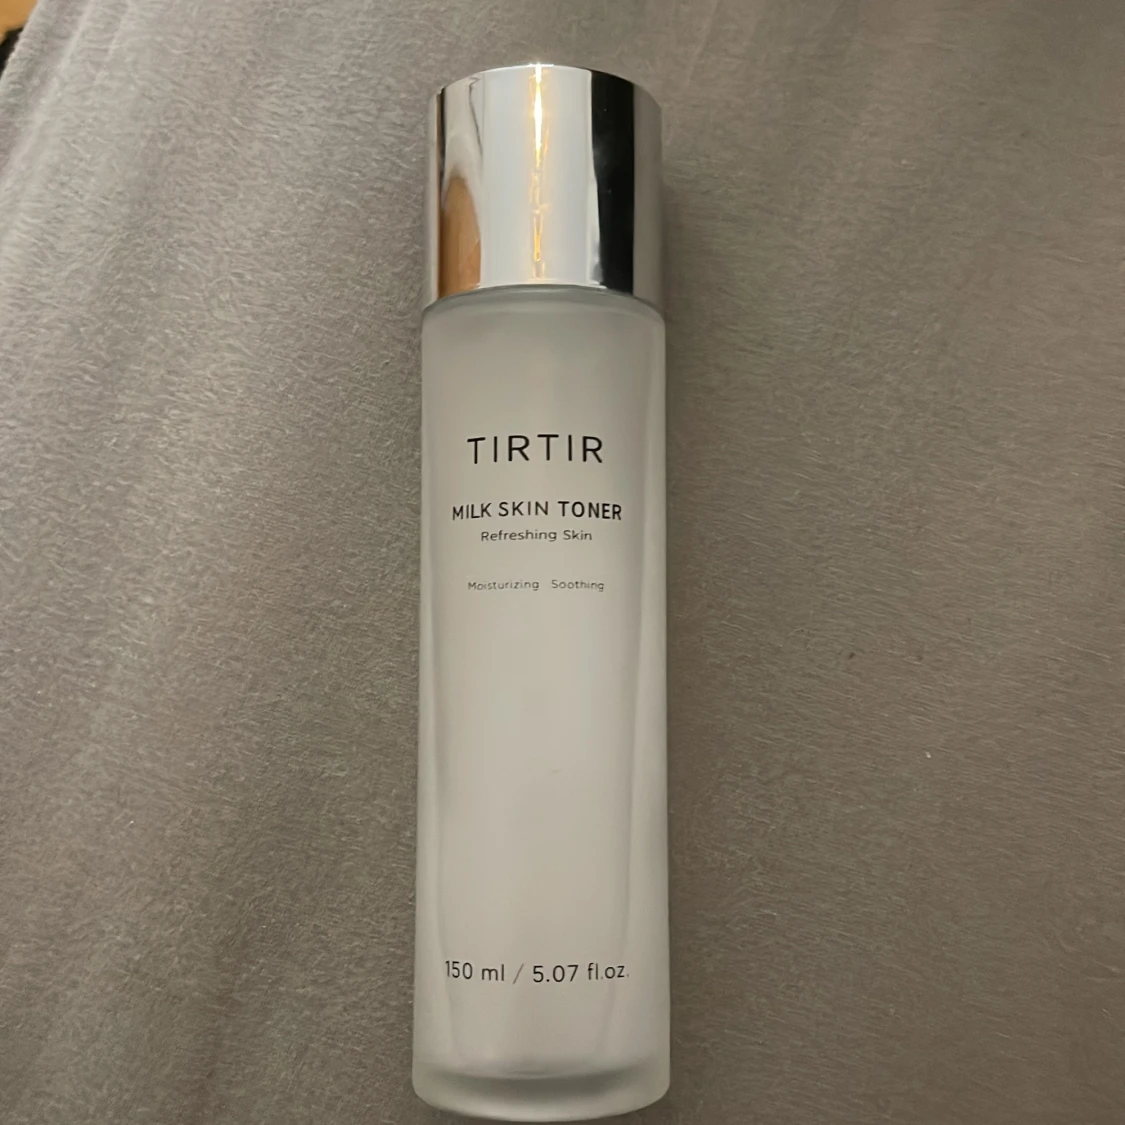 TIRTIR
MILK SKIN TONER
Refreshing Skin
Moisturizing Soothing
150 ml / 5.07 fl.oz.